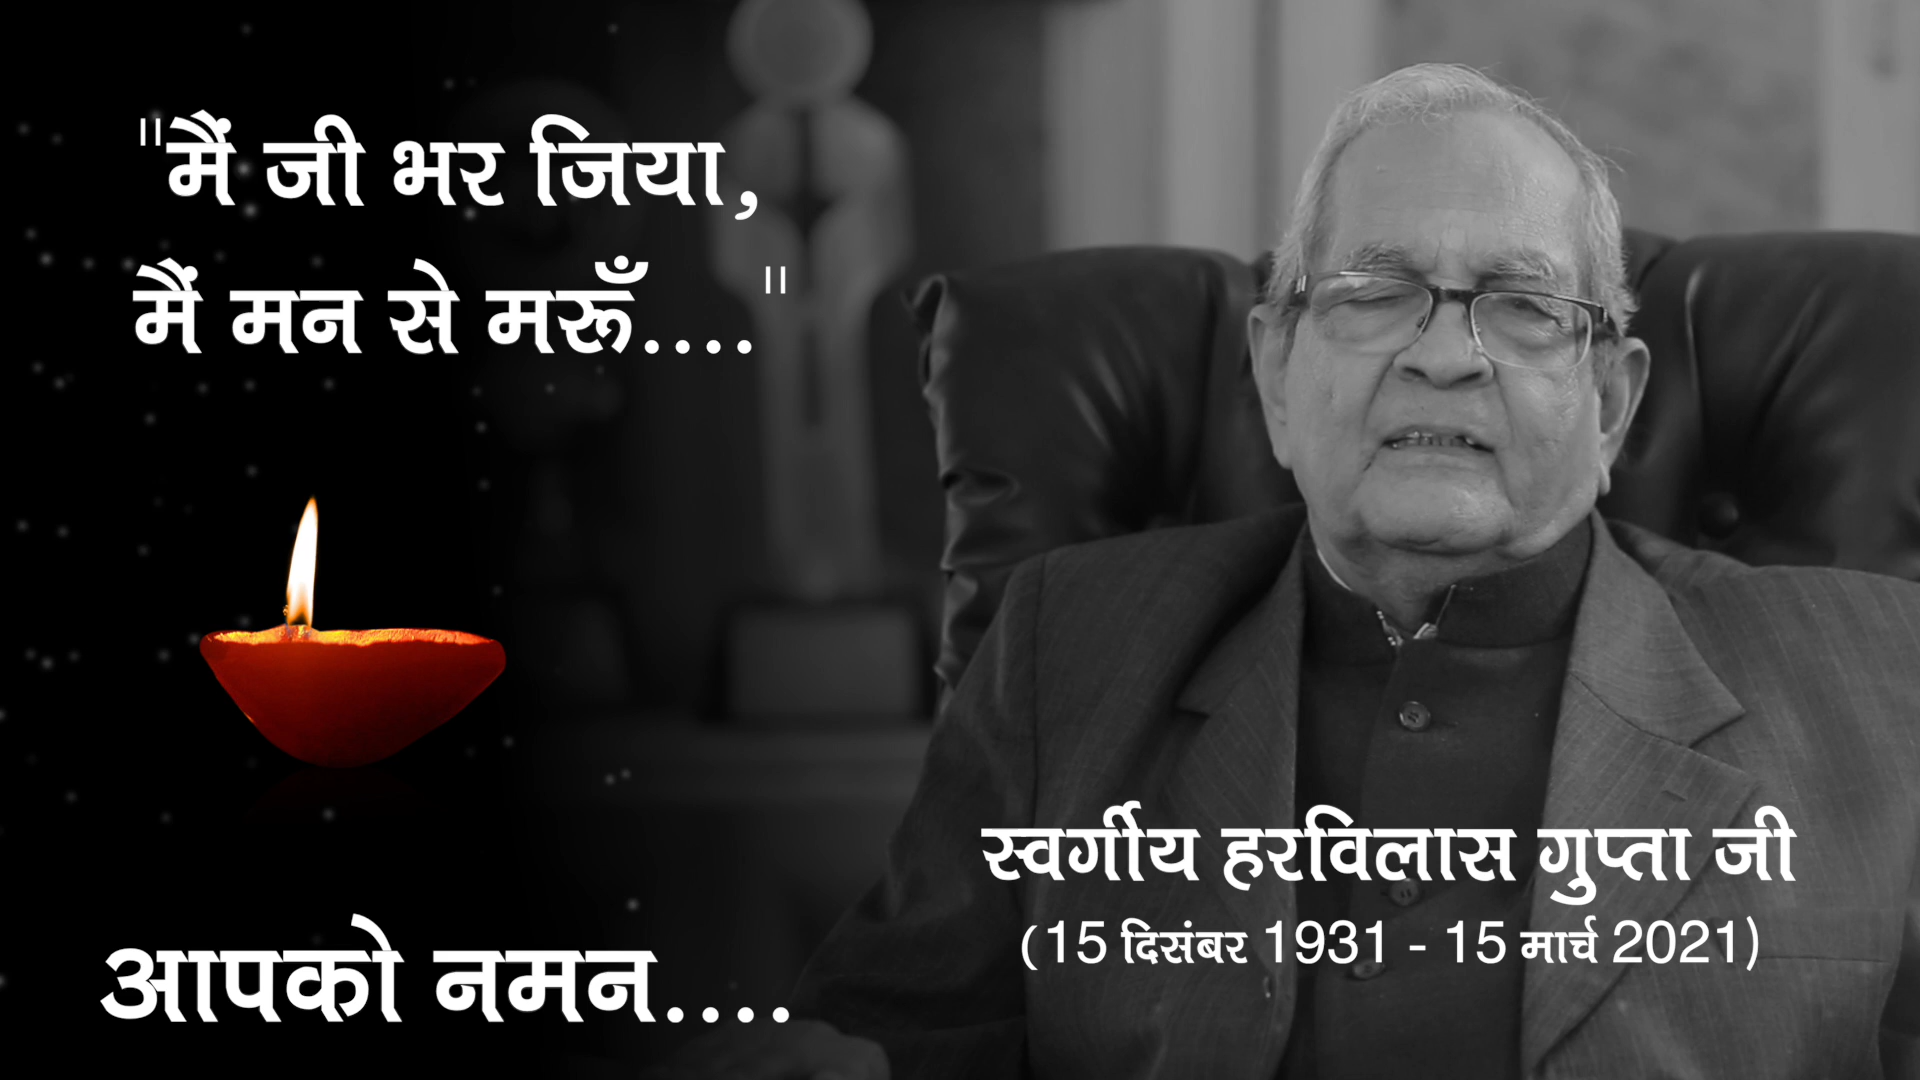 "मैं जी भर जिया,
मैं मन से मरूँ...."
स्वर्गीय हरविलास गुप्ता जी
(15 दिसंबर 1931 - 15 मार्च 2021)
आपको नमन....